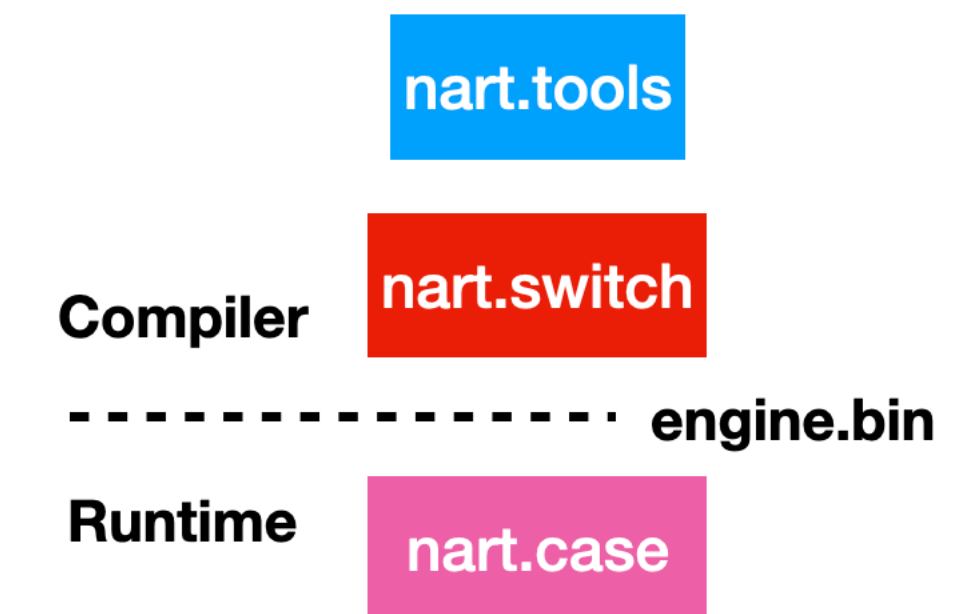 nart.tools
nart.switch
Compiler
engine.bin
Runtime
nart.case